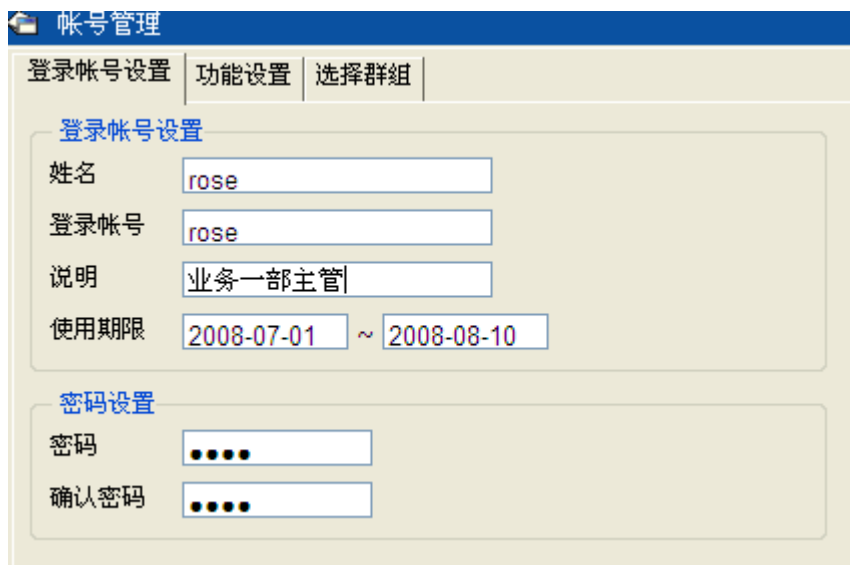 帐号管理
登录帐号设置 功能设置 选择群组
登录帐号设置
姓名 rose
登录帐号 rose
说明 业务一部主管
使用期限 2008-07-01 ~ 2008-08-10
密码设置
密码 ●●●●
确认密码 ●●●●